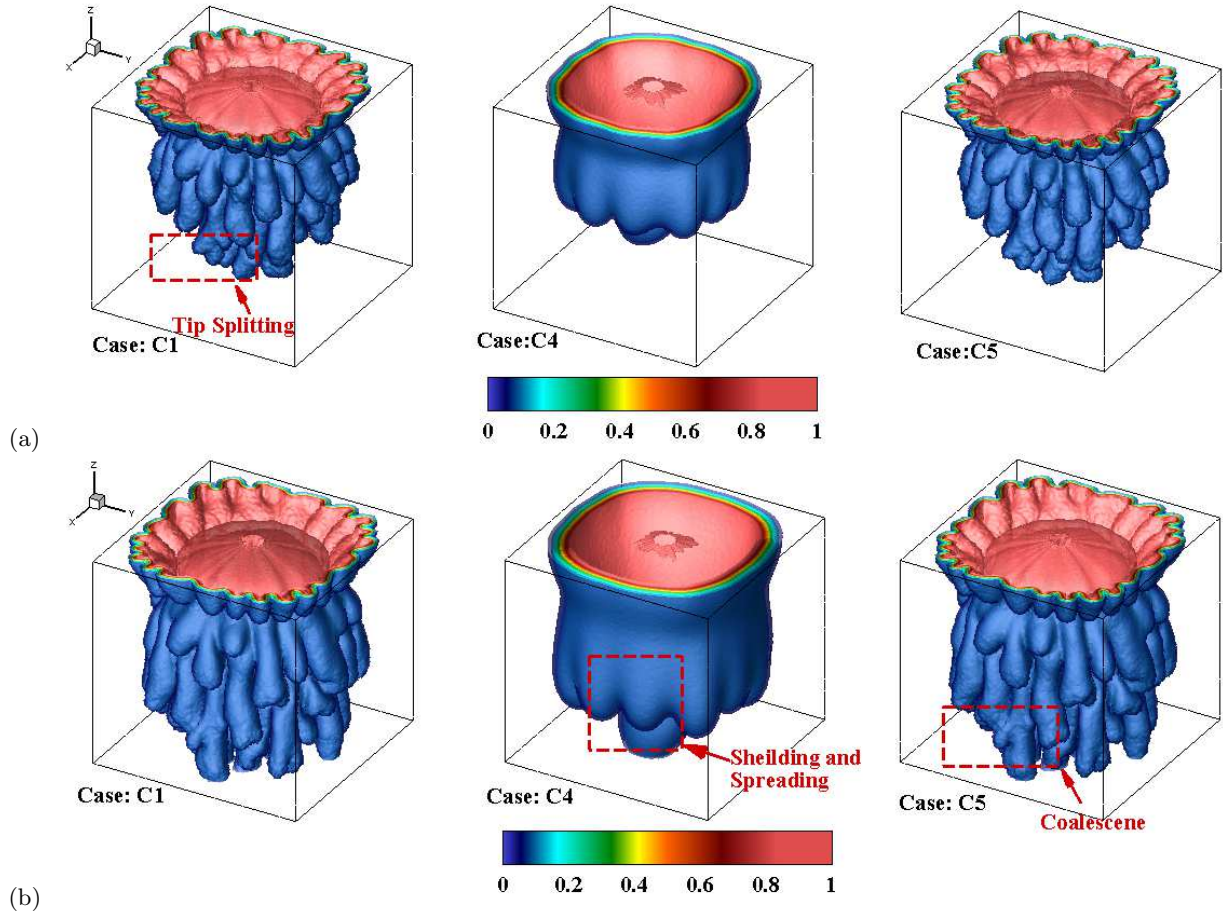 Z
X
Y
Tip Splitting
Case: C1
Case:C4
Case:C5
0 0.2 0.4 0.6 0.8 1
(a)
Z
X
Y
Sheilding and
Spreading
Case: C1
Case: C4
Case: C5
Coalescene
0 0.2 0.4 0.6 0.8 1
(b)